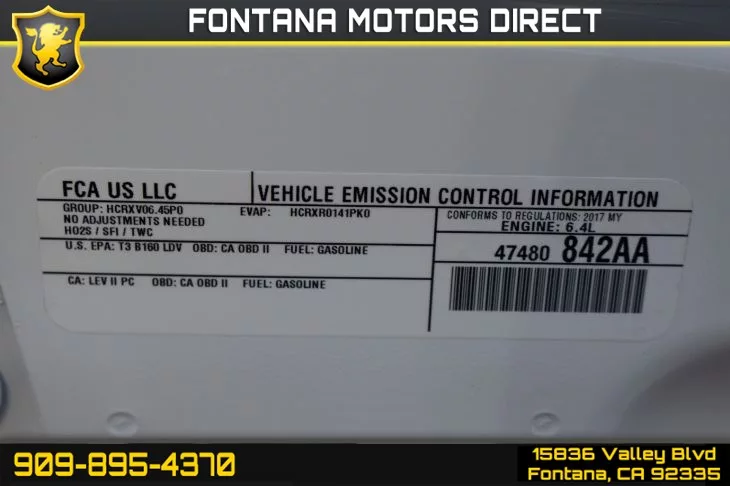 FONTANA MOTORS DIRECT
FCA US LLC
VEHICLE EMISSION CONTROL INFORMATION
GROUP: HCRXV06.45P0 EVAP: HCRXR0141PK0
NO ADJUSTMENTS NEEDED
HO2S / SFI / TWC
CONFORMS TO REGULATIONS: 2017 MY
ENGINE: 6.4L
U.S. EPA: T3 B160 LDV OBD: CA OBD II FUEL: GASOLINE
47480 842AA
CA: LEV II PC OBD: CA OBD II FUEL: GASOLINE
909-895-4370
15836 Valley Blvd
Fontana, CA 92335